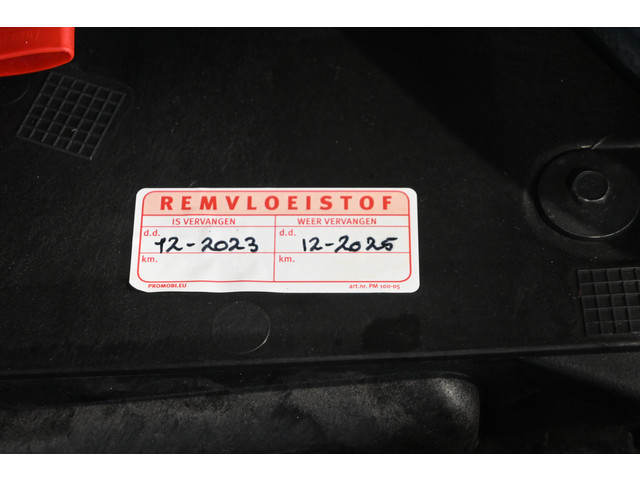 REMVLOEISTOF
IS VERVANGEN WEER VERVANGEN
d.d. 12-2023 d.d. 12-2025
km. km.
PROMOBI.EU art.nr. PM 100-05